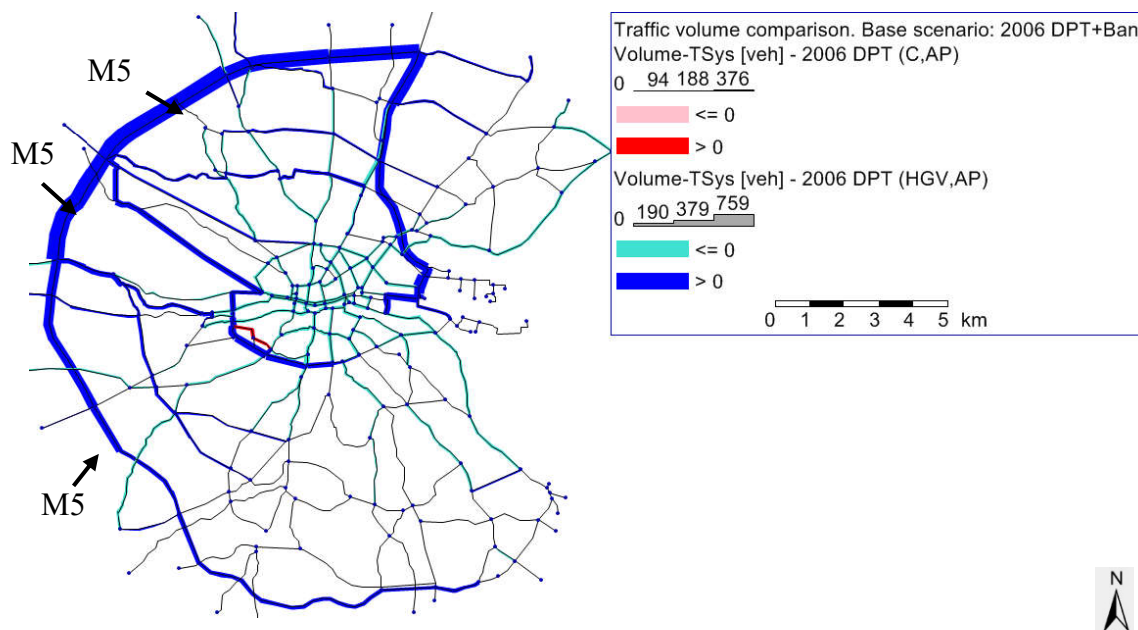 M5
M5
M5
Traffic volume comparison. Base scenario: 2006 DPT+Ban
Volume-TSys [veh] - 2006 DPT (C,AP)
0 94 188 376
<= 0
> 0
Volume-TSys [veh] - 2006 DPT (HGV,AP)
0 190 379 759
<= 0
> 0
0 1 2 3 4 5 km
N